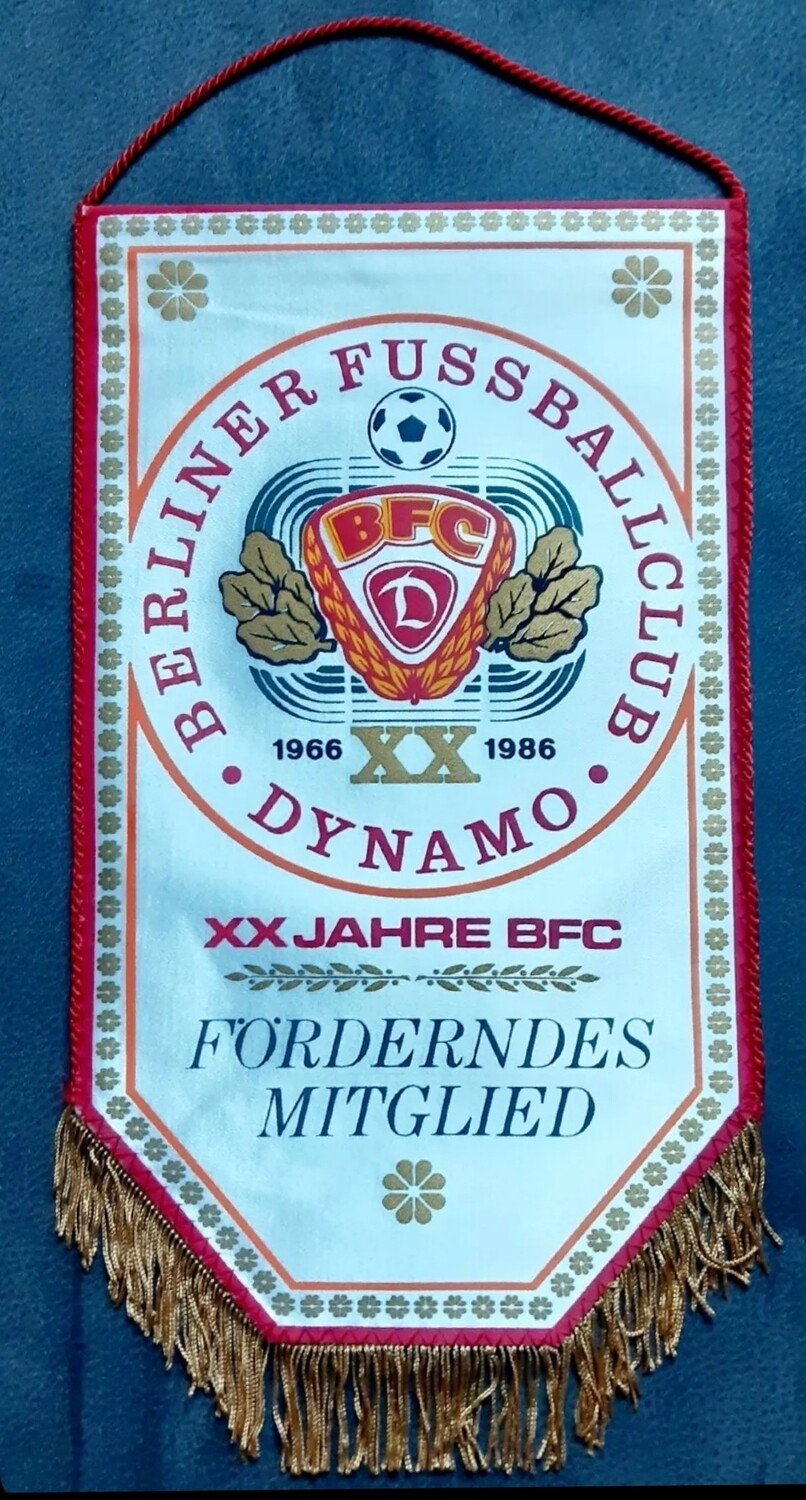 BERLINER FUSSBALLCLUB
BFC
D
1966 XX 1986
• DYNAMO •
XX JAHRE BFC
FÖRDERNDES
MITGLIED